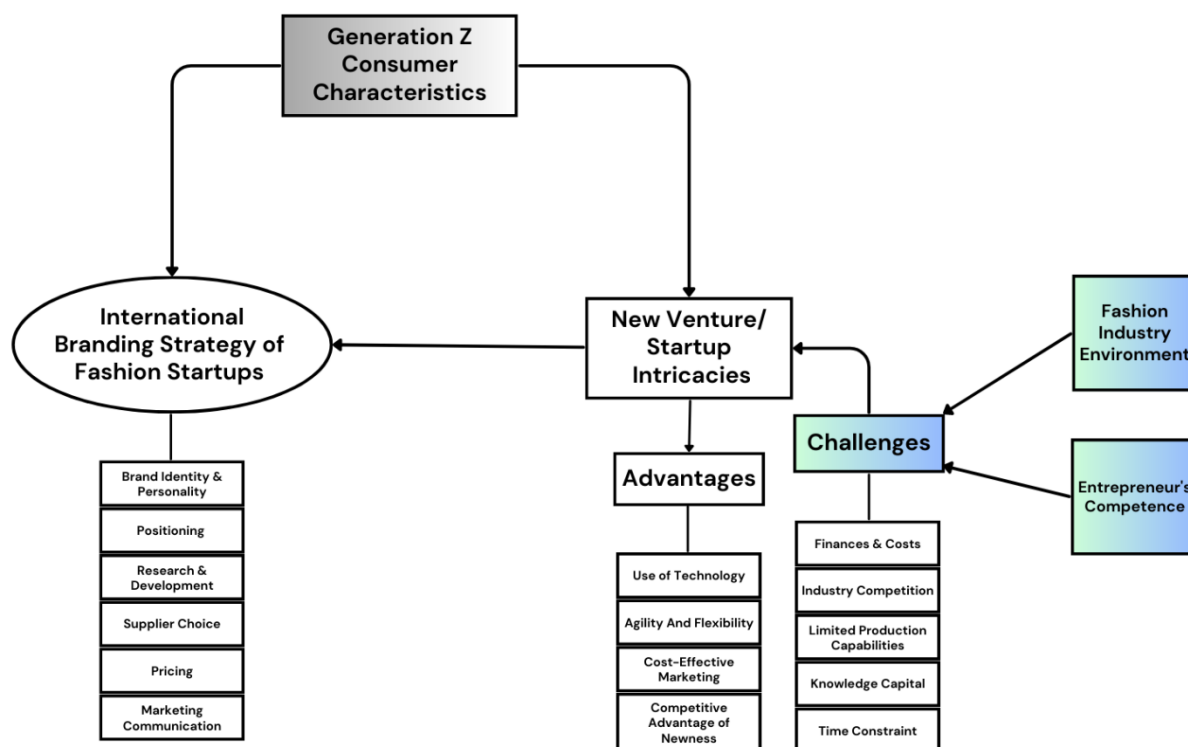 Generation Z
Consumer
Characteristics
International
Branding Strategy of
Fashion Startups
New Venture/
Startup
Intricacies
Fashion
Industry
Environment
Challenges
Advantages
Entrepreneur's
Competence
Brand Identity &
Personality
Positioning
Research &
Development
Supplier Choice
Pricing
Marketing
Communication
Use of Technology
Agility And Flexibility
Cost-Effective
Marketing
Competitive
Advantage of
Newness
Finances & Costs
Industry Competition
Limited Production
Capabilities
Knowledge Capital
Time Constraint